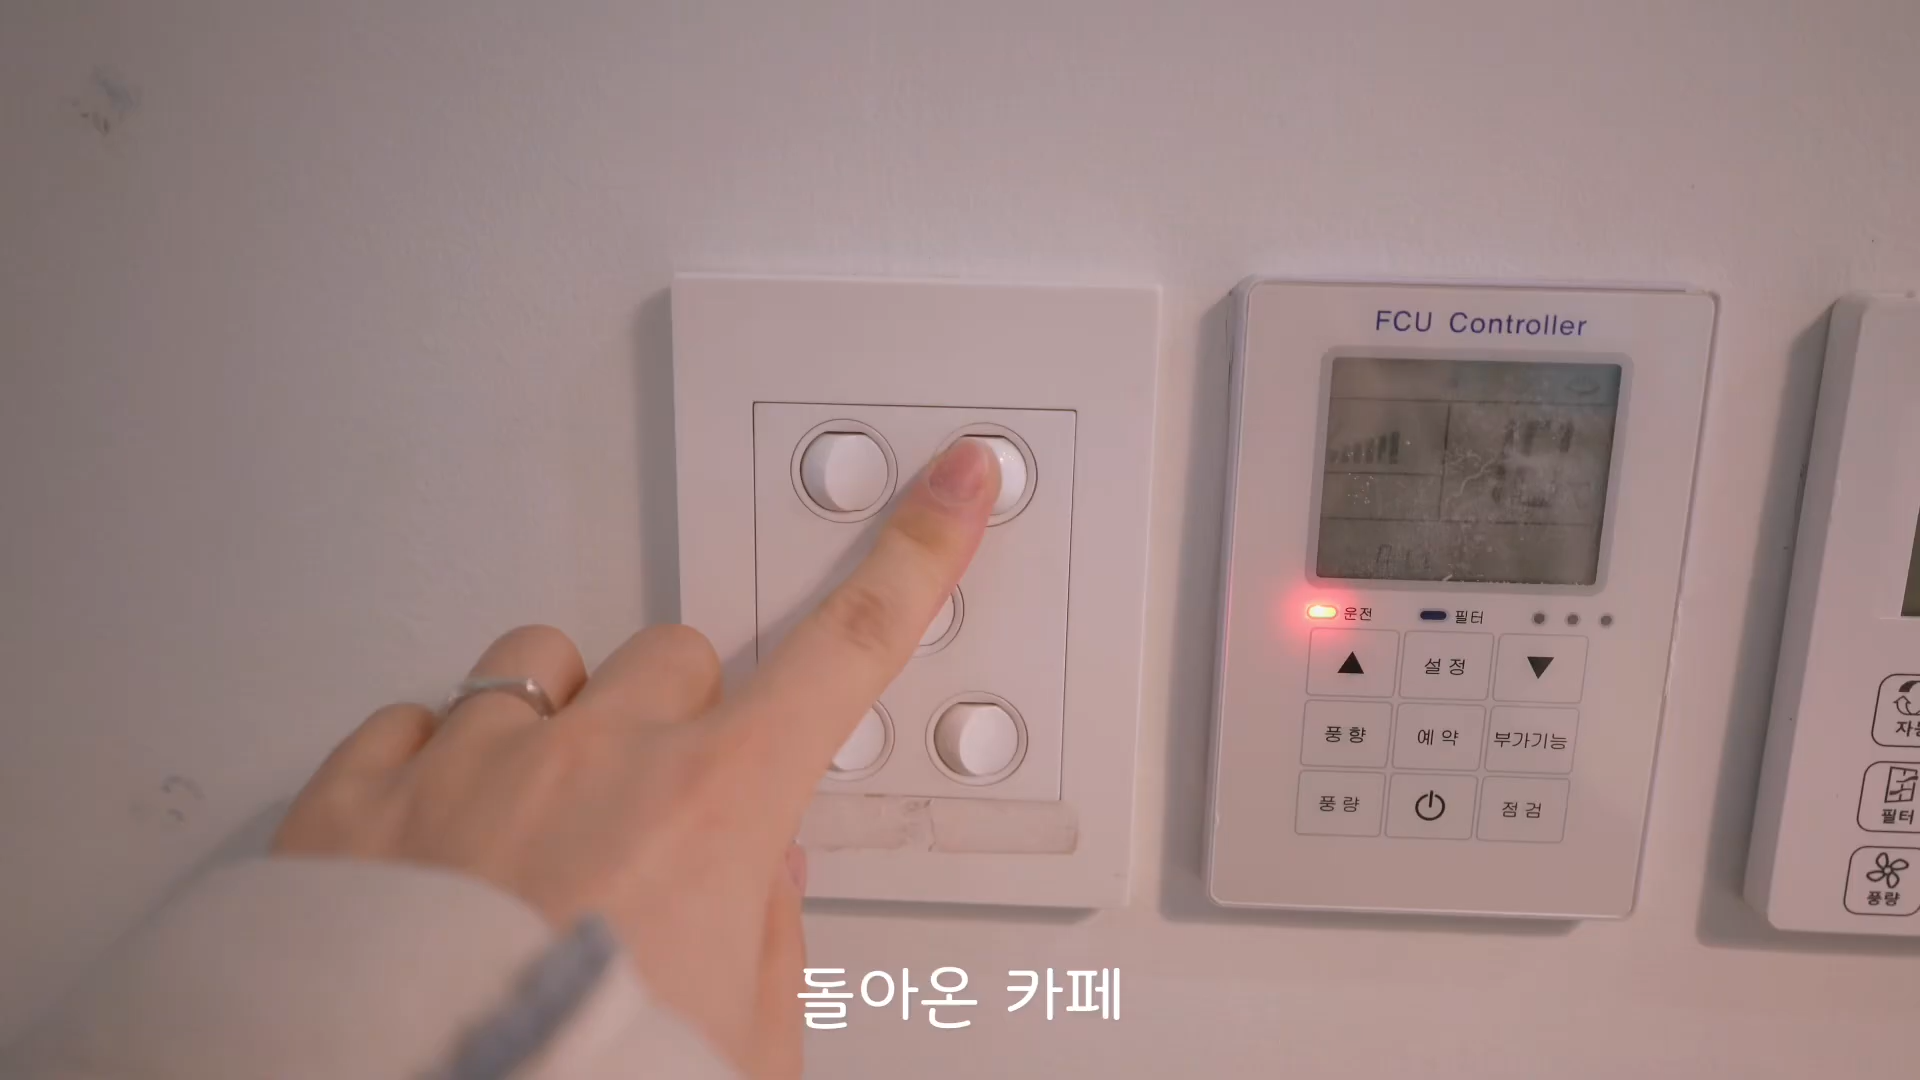 FCU Controller
운전
필터
설정
풍향
예약
부가기능
풍량
점검
필터
풍량
돌아온 카페